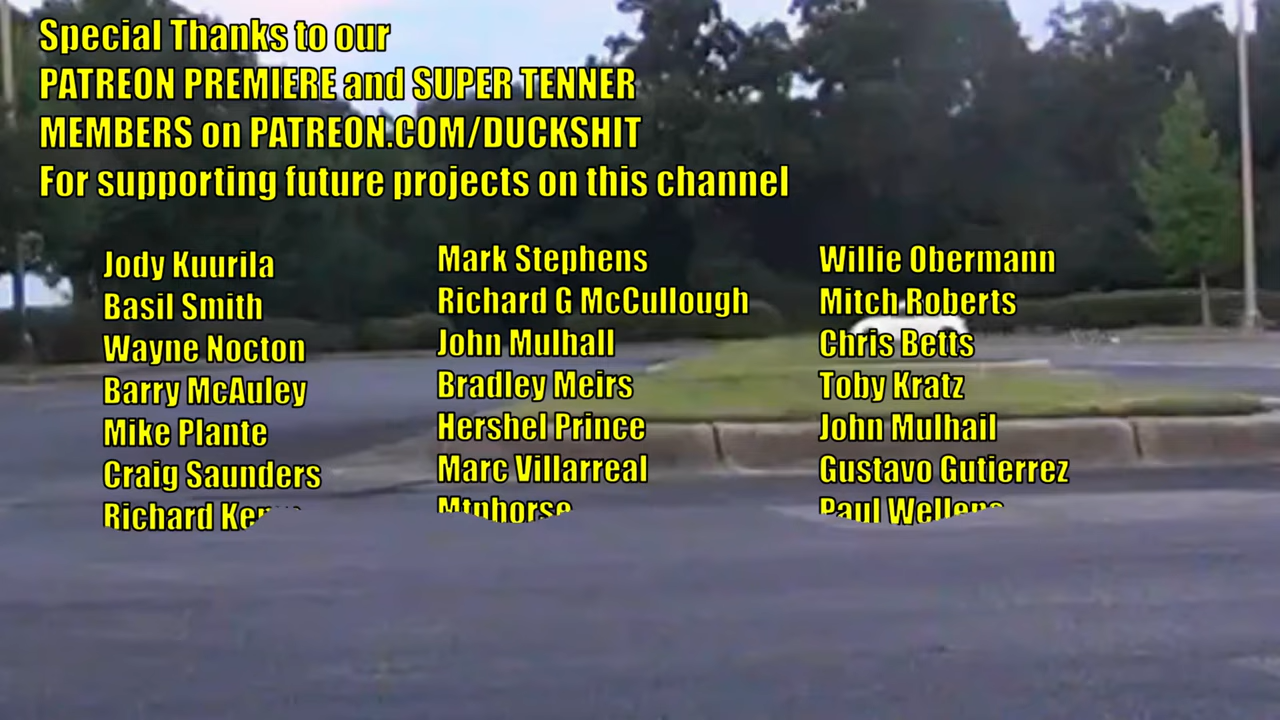 Special Thanks to our
PATREON PREMIERE and SUPER TENNER
MEMBERS on PATREON.COM/DUCKSHIT
For supporting future projects on this channel
Jody Kuurila
Basil Smith
Wayne Nocton
Barry McAuley
Mike Plante
Craig Saunders
Richard
Mark Stephens
Richard G McCullough
John Mulhall
Bradley Meirs
Hershel Prince
Marc Villarreal
Mtnhorse
Willie Obermann
Mitch Roberts
Chris Betts
Toby Kratz
John Mulhail
Gustavo Gutierrez
Paul Wellens